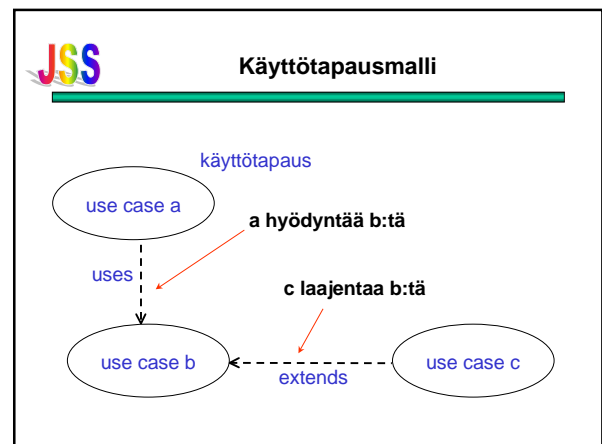 JSS
Käyttötapausmalli
käyttötapaus
use case a
a hyödyntää b:tä
uses
c laajentaa b:tä
use case b
extends
use case c